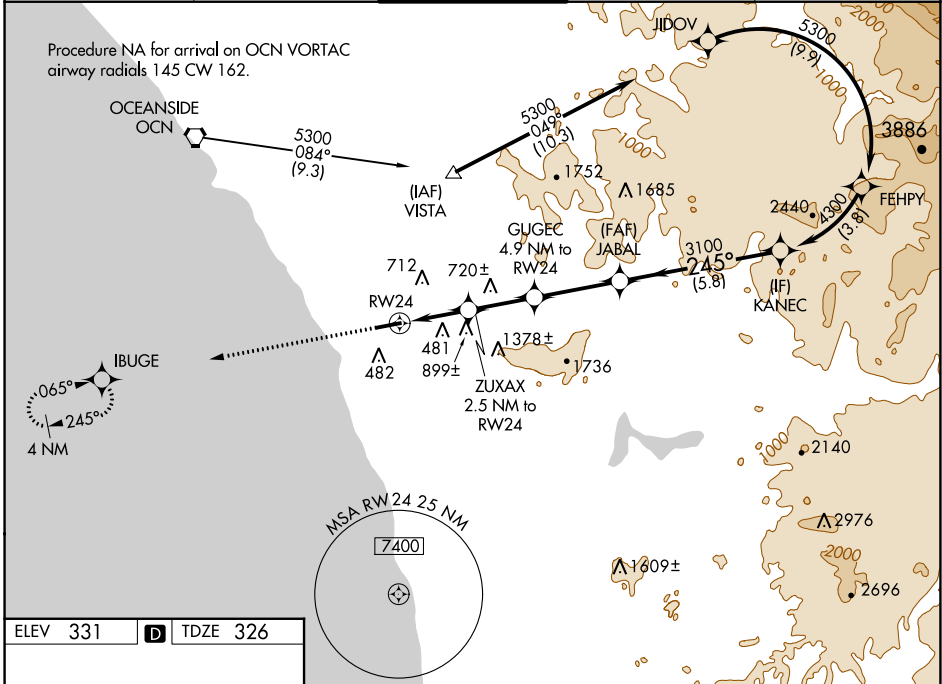 Procedure NA for arrival on OCN VORTAC
airway radials 145 CW 162.
JIDOV
5300
(9.9)
2000
1000
OCEANSIDE
OCN
5300
084°
(9.3)
5300
049°
(10.3)
1000
3886
(IAF)
VISTA
1752
1685
FEHPY
2440
4300
(3.8)
GUGEC
4.9 NM to
RW24
(FAF)
JABAL
3100
245°
(5.8)
(IF)
KANEC
712
720±
RW24
481
899±
482
1378±
1736
ZUXAX
2.5 NM to
RW24
IBUGE
065°
245°
4 NM
1000
2140
2976
2000
2696
1609±
MSA RW24 25 NM
7400
ELEV 331 D TDZE 326